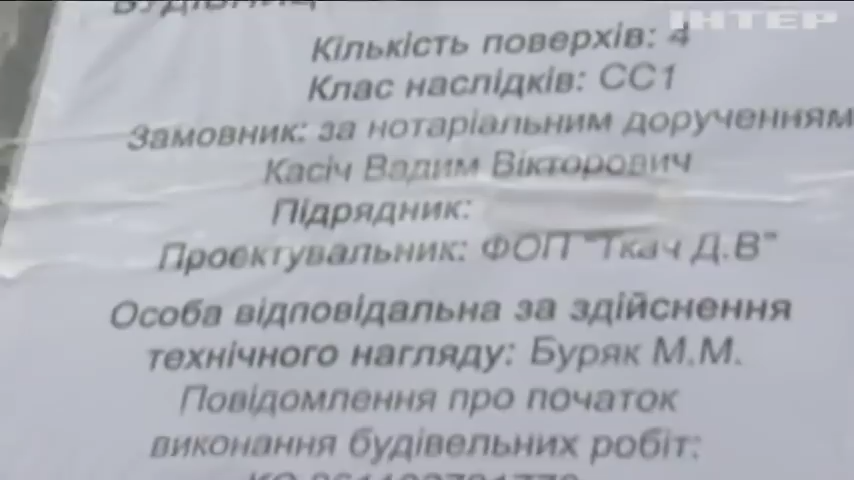 ІНТЕР
Кількість поверхів: 4
Клас наслідків: СС1
Замовник: за нотаріальним дорученням
Касіч Вадим Вікторович
Підрядник:
Проектувальник: ФОП "Ткач Д.В"
Особа відповідальна за здійснення
технічного нагляду: Буряк М.М.
Повідомлення про початок
виконання будівельних робіт: